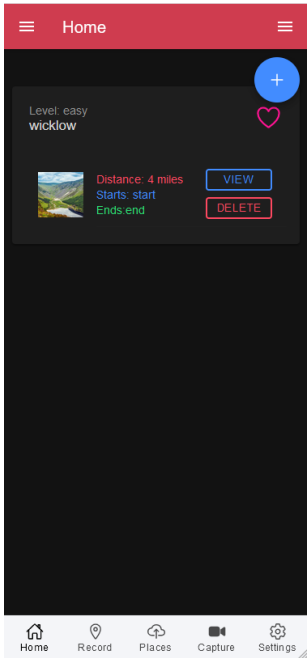 Home
Level: easy
wicklow
Distance: 4 miles
VIEW
Starts: start
Ends:end
DELETE
Home
Record
Places
Capture
Settings